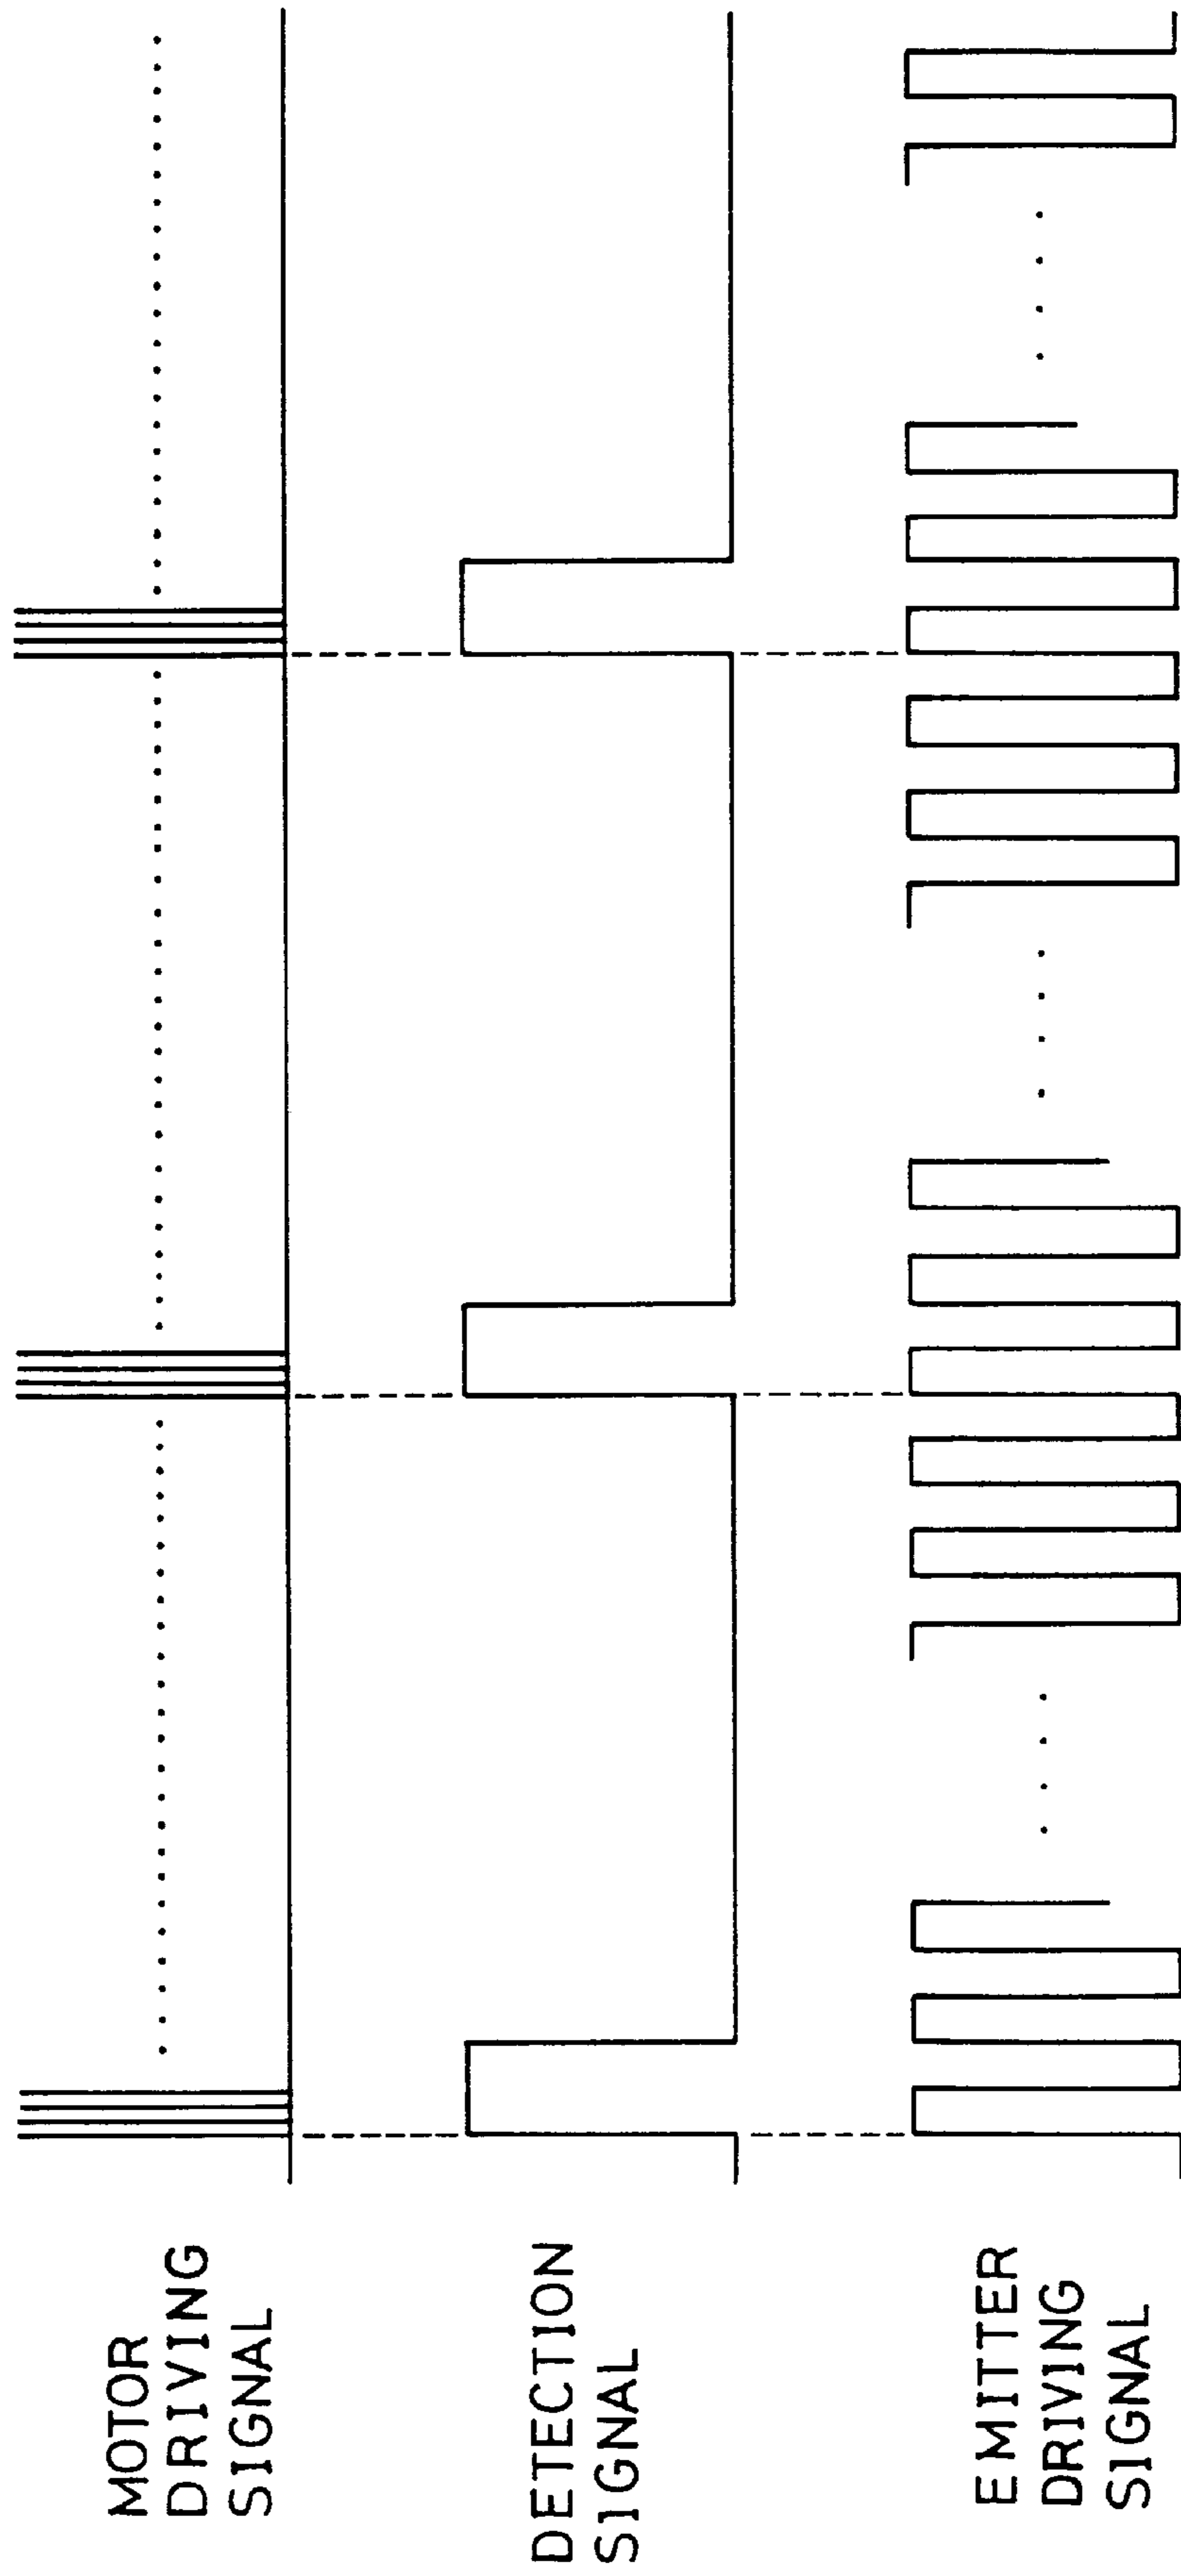 MOTOR
DRIVING
SIGNAL
DETECTION
SIGNAL
EMITTER
DRIVING
SIGNAL